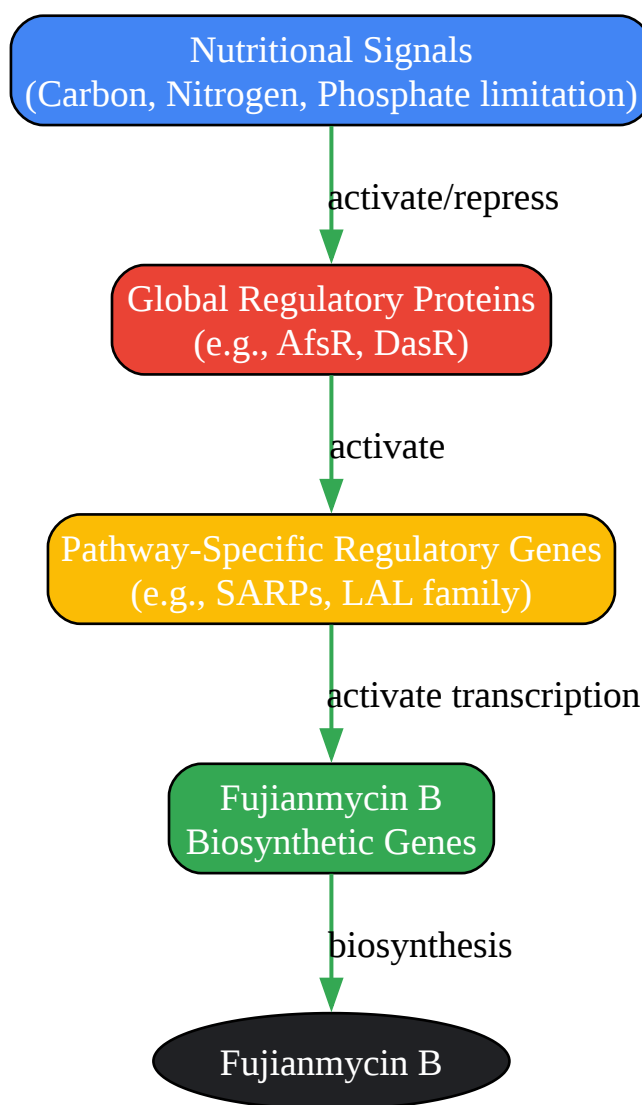 Nutritional Signals
(Carbon, Nitrogen, Phosphate limitation)
activate/repress
Global Regulatory Proteins
(e.g., AfsR, DasR)
activate
Pathway-Specific Regulatory Genes
(e.g., SARPs, LAL family)
activate transcription
Fujianmycin B
Biosynthetic Genes
biosynthesis
Fujianmycin B